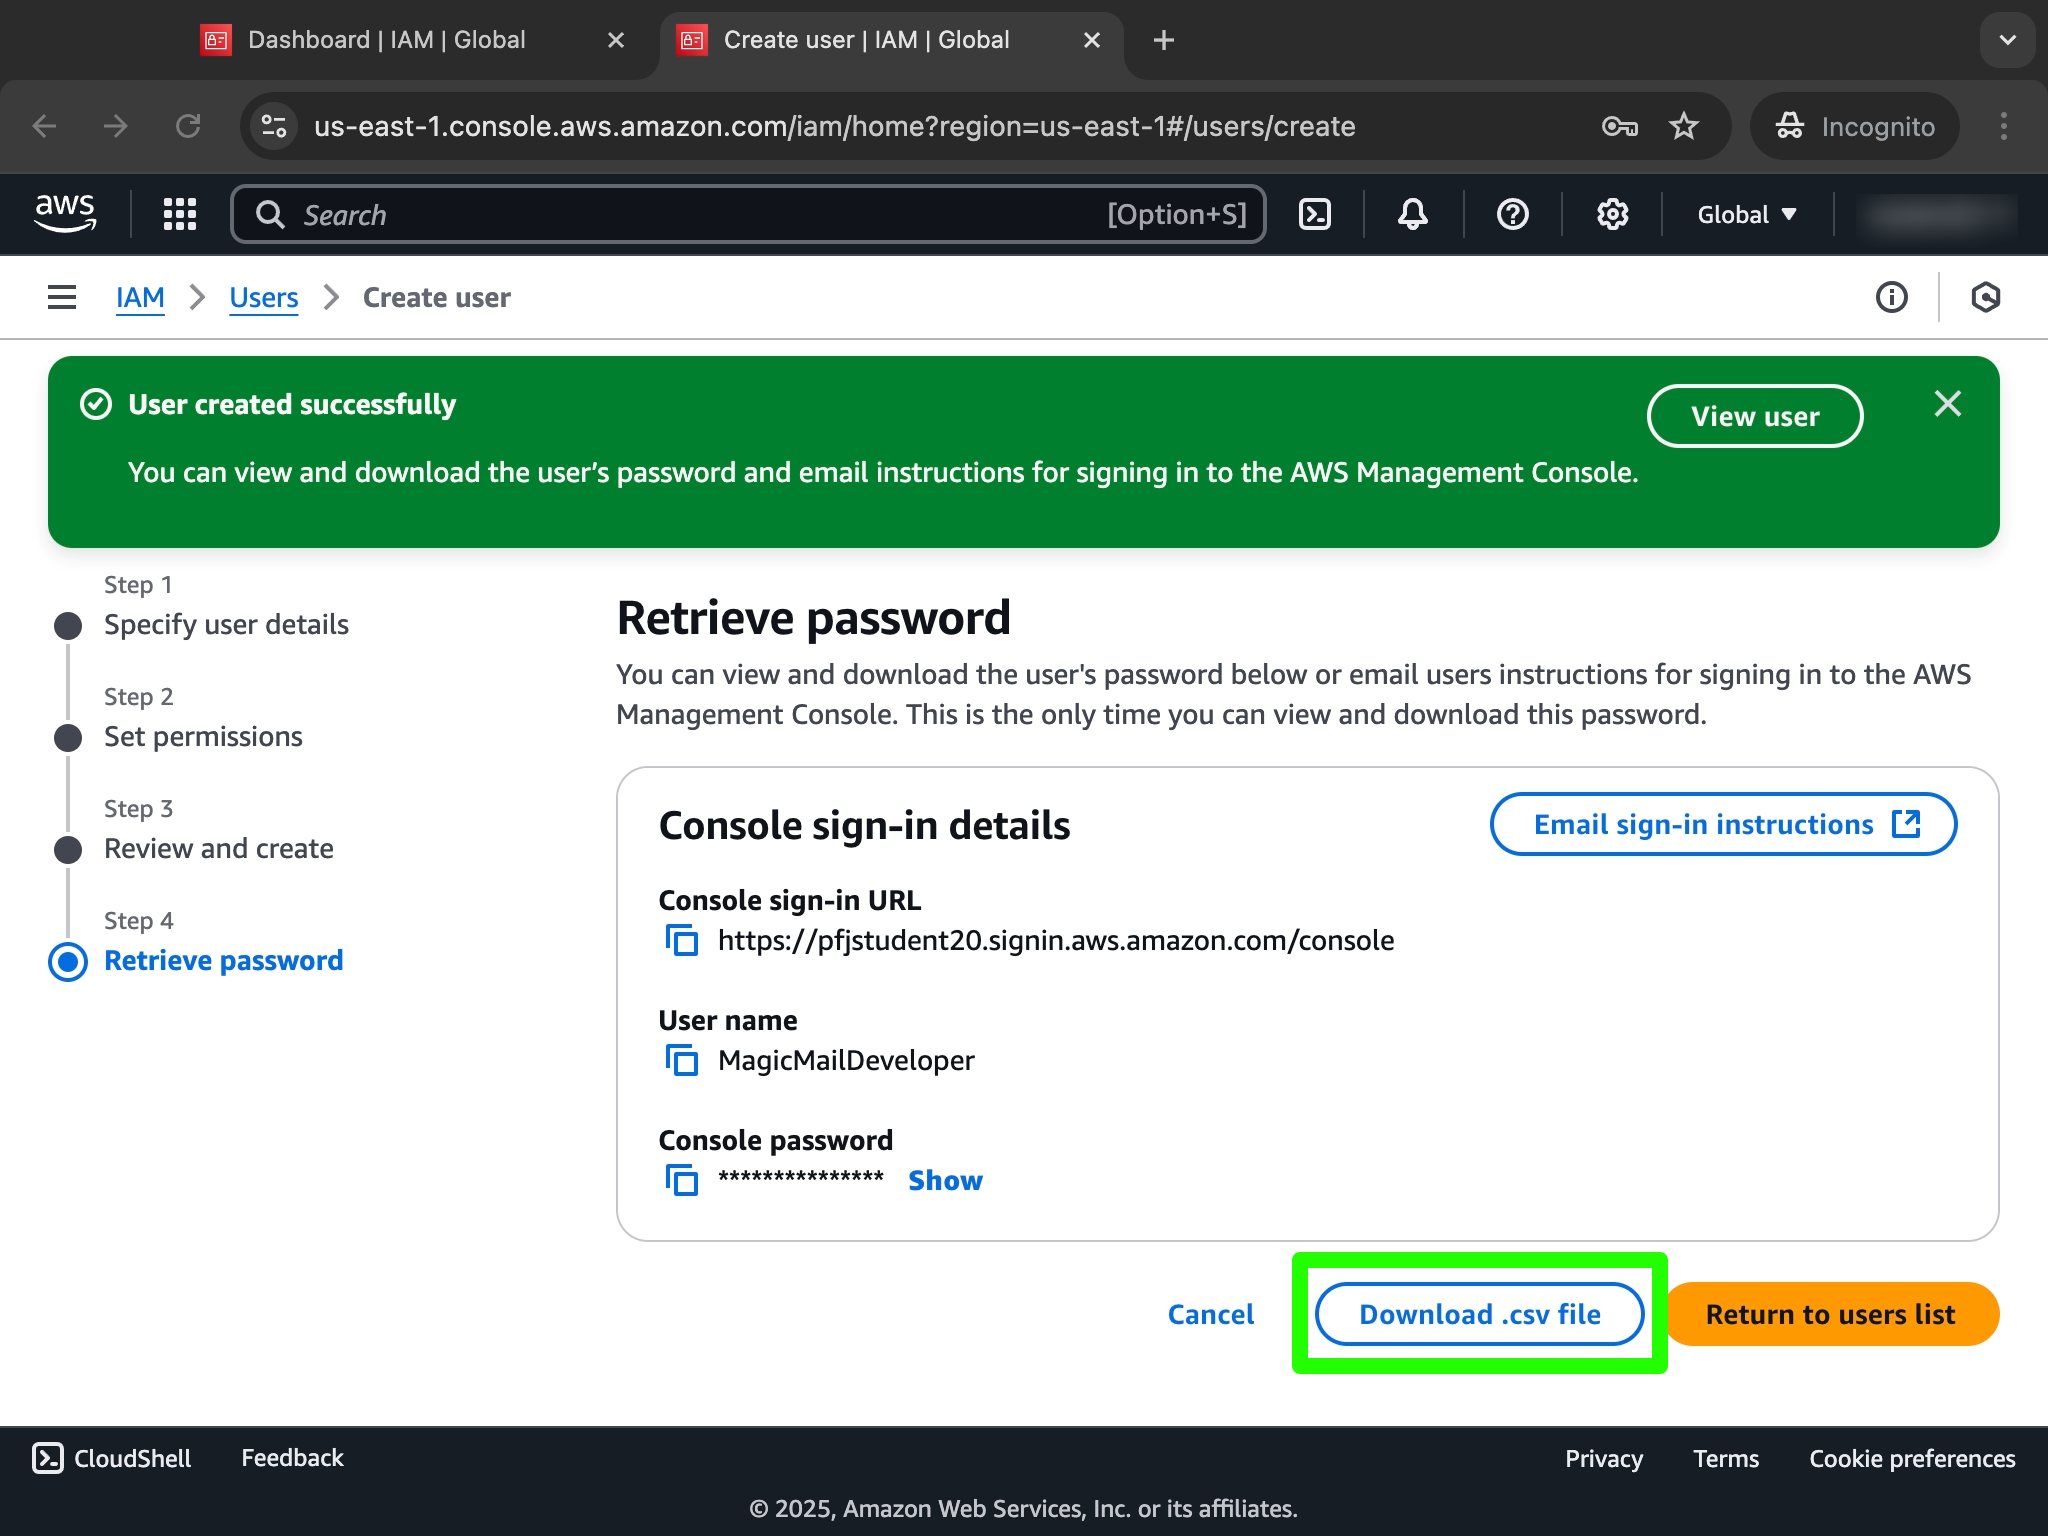 Dashboard | IAM | Global
Create user | IAM | Global
us-east-1.console.aws.amazon.com/iam/home?region=us-east-1#/users/create
Incognito
aws
Search
[Option+S]
Global
IAM
Users
Create user
User created successfully
View user
You can view and download the user’s password and email instructions for signing in to the AWS Management Console.
Step 1
Specify user details
Step 2
Set permissions
Step 3
Review and create
Step 4
Retrieve password
Retrieve password
You can view and download the user's password below or email users instructions for signing in to the AWS
Management Console. This is the only time you can view and download this password.
Console sign-in details
Email sign-in instructions
Console sign-in URL
https://pfjstudent20.signin.aws.amazon.com/console
User name
MagicMailDeveloper
Console password
*************** Show
Cancel
Download .csv file
Return to users list
CloudShell
Feedback
Privacy
Terms
Cookie preferences
© 2025, Amazon Web Services, Inc. or its affiliates.